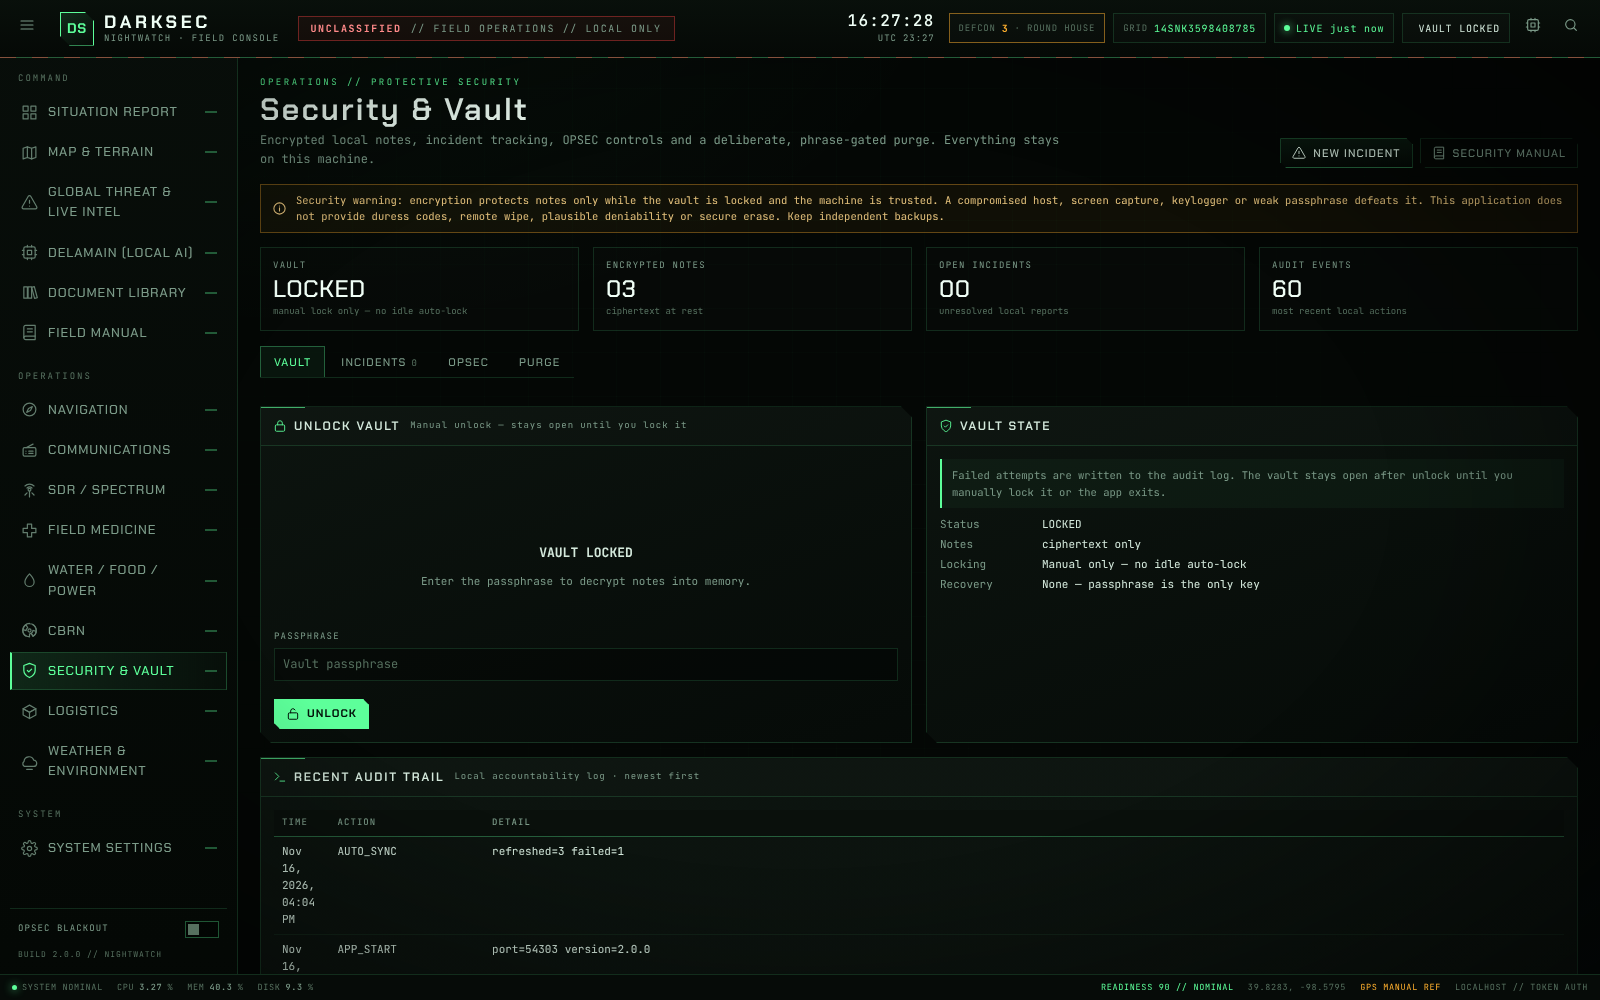 DS
DARKSEC
NIGHTWATCH · FIELD CONSOLE
UNCLASSIFIED // FIELD OPERATIONS // LOCAL ONLY
16:27:28
UTC 23:27
DEFCON 3 · ROUND HOUSE
GRID 14SNK3598408785
LIVE just now
VAULT LOCKED
COMMAND
SITUATION REPORT
MAP & TERRAIN
GLOBAL THREAT &
LIVE INTEL
DELAMAIN (LOCAL AI)
DOCUMENT LIBRARY
FIELD MANUAL
OPERATIONS
NAVIGATION
COMMUNICATIONS
SDR / SPECTRUM
FIELD MEDICINE
WATER / FOOD /
POWER
CBRN
SECURITY & VAULT
LOGISTICS
WEATHER &
ENVIRONMENT
SYSTEM
SYSTEM SETTINGS
OPSEC BLACKOUT
BUILD 2.0.0 // NIGHTWATCH
OPERATIONS // PROTECTIVE SECURITY
Security & Vault
Encrypted local notes, incident tracking, OPSEC controls and a deliberate, phrase-gated purge. Everything stays
on this machine.
NEW INCIDENT
SECURITY MANUAL
Security warning: encryption protects notes only while the vault is locked and the machine is trusted. A compromised host, screen capture, keylogger or weak passphrase defeats it. This application does
not provide duress codes, remote wipe, plausible deniability or secure erase. Keep independent backups.
VAULT
LOCKED
manual lock only — no idle auto-lock
ENCRYPTED NOTES
03
ciphertext at rest
OPEN INCIDENTS
00
unresolved local reports
AUDIT EVENTS
60
most recent local actions
VAULT
INCIDENTS 0
OPSEC
PURGE
UNLOCK VAULT
Manual unlock — stays open until you lock it
VAULT LOCKED
Enter the passphrase to decrypt notes into memory.
PASSPHRASE
Vault passphrase
UNLOCK
VAULT STATE
Failed attempts are written to the audit log. The vault stays open after unlock until you
manually lock it or the app exits.
Status LOCKED
Notes ciphertext only
Locking Manual only — no idle auto-lock
Recovery None — passphrase is the only key
RECENT AUDIT TRAIL
Local accountability log · newest first
TIME ACTION DETAIL
Nov AUTO_SYNC refreshed=3 failed=1
16,
2026,
04:04
PM
Nov APP_START port=54303 version=2.0.0
16,
SYSTEM NOMINAL CPU 3.27 % MEM 40.3 % DISK 9.3 %
READINESS 90 // NOMINAL 39.8283, -98.5795 GPS MANUAL REF LOCALHOST // TOKEN AUTH